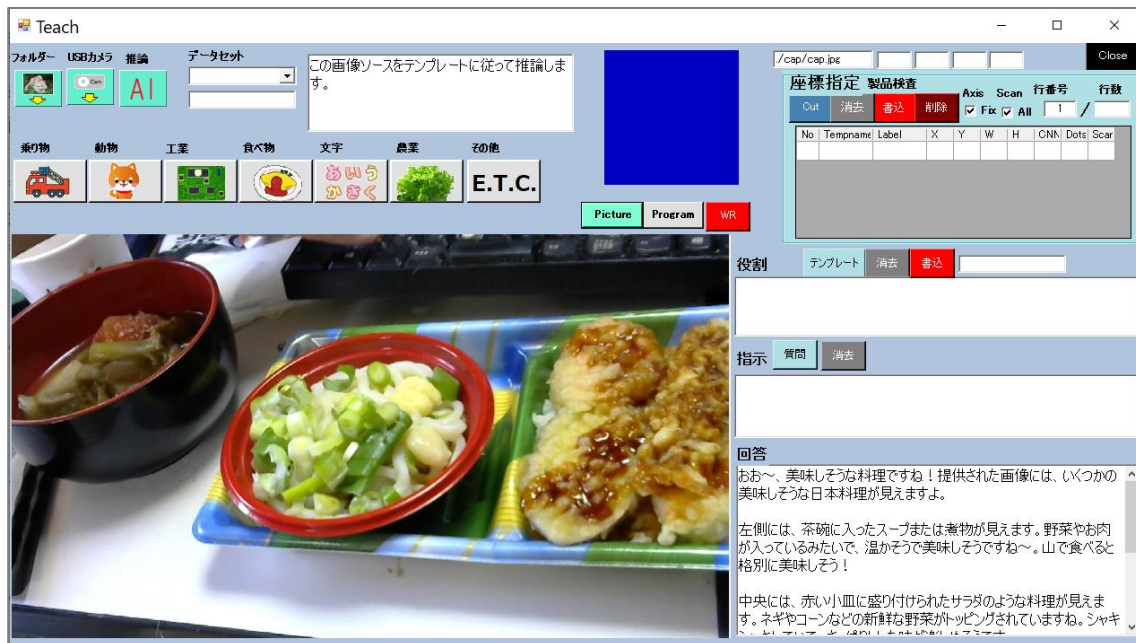 Teach
フォルダー USBカメラ 推論 データセット
AI
この画像ソースをテンプレートに従って推論しま
す。
/cap/cap.jpg
Close
座標指定 製品検査 Axis Scan 行番号 行数
Cut 消去 書込 削除 Fix All 1 /
No Tempname Label X Y W H CNN Dots Scar
乗り物 動物 工業 食べ物 文字 農業 その他
あいう
かきく
E.T.C.
Picture Program WR
役割 テンプレート 消去 書込
指示 質問 消去
回答
おお～、美味しそうな料理ですね！提供された画像には、いくつかの
美味しそうな日本料理が見えますよ。
左側には、茶碗に入ったスープまたは煮物が見えます。野菜やお肉
が入っているみたいで、温かそうで美味しそうですね～。山で食べると
格別に美味しそう！
中央には、赤い小皿に盛り付けられたサラダのような料理が見えま
す。ネギやコーンなどの新鮮な野菜がトッピングされていますね。シャキ